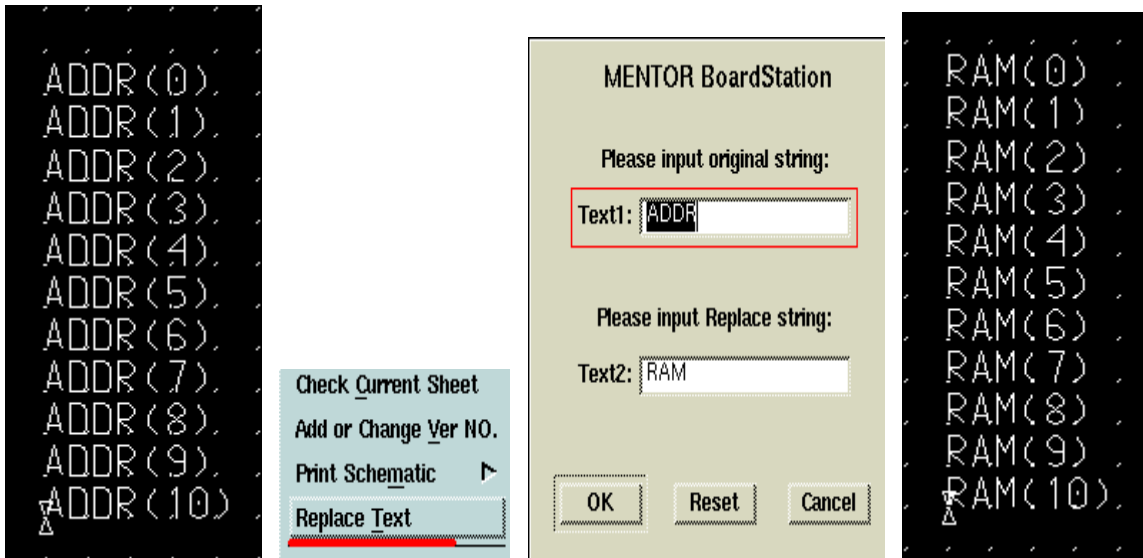 ADDR(0)
ADDR(1)
ADDR(2)
ADDR(3)
ADDR(4)
ADDR(5)
ADDR(6)
ADDR(7)
ADDR(8)
ADDR(9)
ADDR(10)
Check Current Sheet
Add or Change Ver NO.
Print Schematic
Replace Text
MENTOR BoardStation
Please input original string:
Text1: ADDR
Please input Replace string:
Text2: RAM
OK Reset Cancel
RAM(0)
RAM(1)
RAM(2)
RAM(3)
RAM(4)
RAM(5)
RAM(6)
RAM(7)
RAM(8)
RAM(9)
RAM(10)